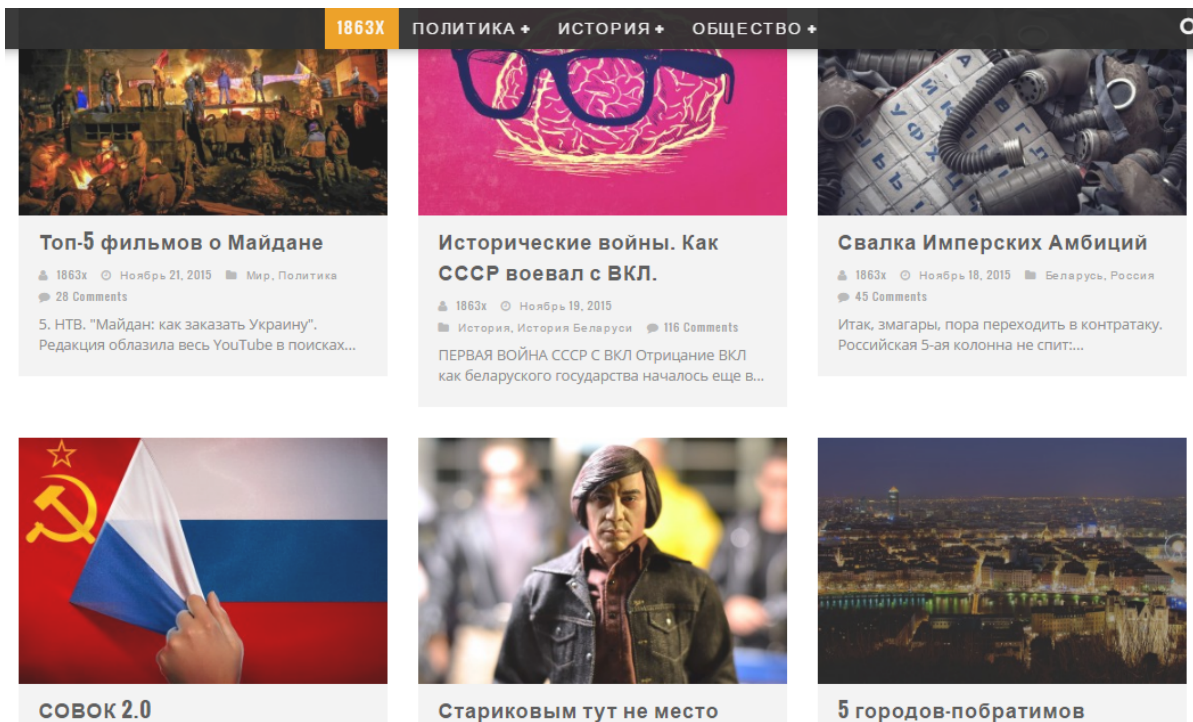 1863X ПОЛИТИКА + ИСТОРИЯ + ОБЩЕСТВО +
Топ-5 фильмов о Майдане
1863x Ноябрь 21, 2015 Мир, Политика
28 Comments
5. НТВ. "Майдан: как заказать Украину".
Редакция облазила весь YouTube в поисках...
Исторические войны. Как
СССР воевал с ВКЛ.
1863x Ноябрь 19, 2015
История, История Беларуси 116 Comments
ПЕРВАЯ ВОЙНА СССР С ВКЛ Отрицание ВКЛ
как беларуского государства началось еще в...
Свалка Имперских Амбиций
1863x Ноябрь 18, 2015 Беларусь, Россия
45 Comments
Итак, змагары, пора переходить в контратаку.
Российская 5-ая колонна не спит:...
СОВОК 2.0
Стариковым тут не место
5 городов-побратимов